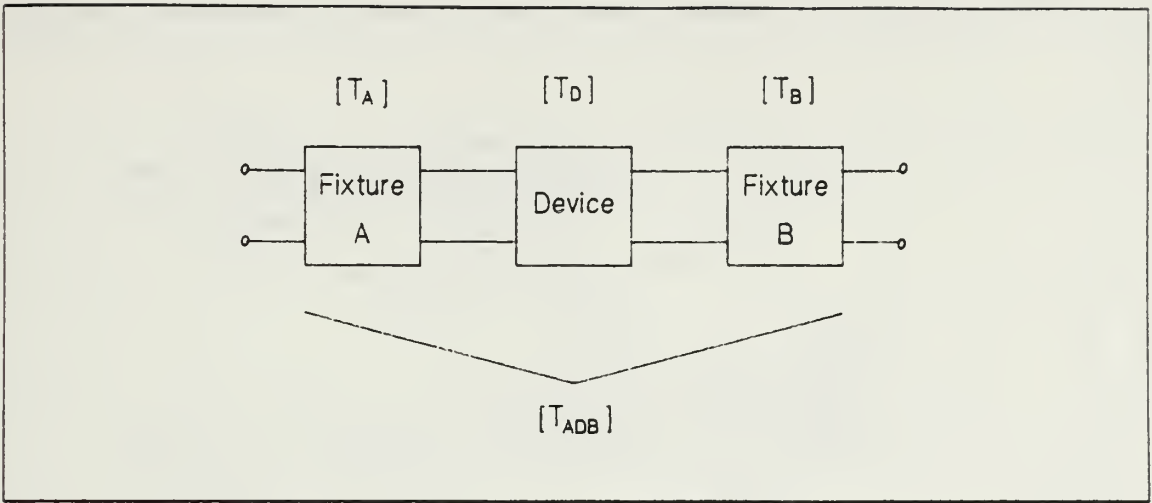 [TA] [TD] [TB]
Fixture
A
Device
Fixture
B
[TADB]